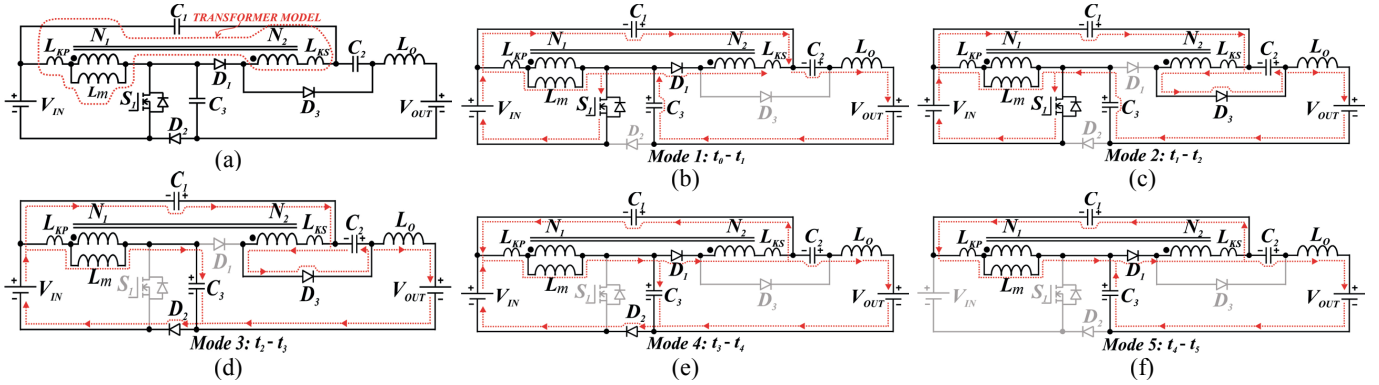 C1
TRANSFORMER MODEL
N1 N2
LKP LKS C2 LO
Lm D1
S1 C3 D3
VIN VOUT
D2
(a)
C1
N1 N2
LKP LKS C2 LO
Lm D1
S1 C3 D3
VIN VOUT
D2
Mode 1: t0 - t1
(b)
C1
N1 N2
LKP LKS C2 LO
Lm D1
S1 C3 D3
VIN VOUT
D2
Mode 2: t1 - t2
(c)
C1
N1 N2
LKP LKS C2 LO
Lm D1
S1 C3 D3
VIN VOUT
D2
Mode 3: t2 - t3
(d)
C1
N1 N2
LKP LKS C2 LO
Lm D1
S1 C3 D3
VIN VOUT
D2
Mode 4: t3 - t4
(e)
C1
N1 N2
LKP LKS C2 LO
Lm D1
S1 C3 D3
VIN VOUT
D2
Mode 5: t4 - t5
(f)